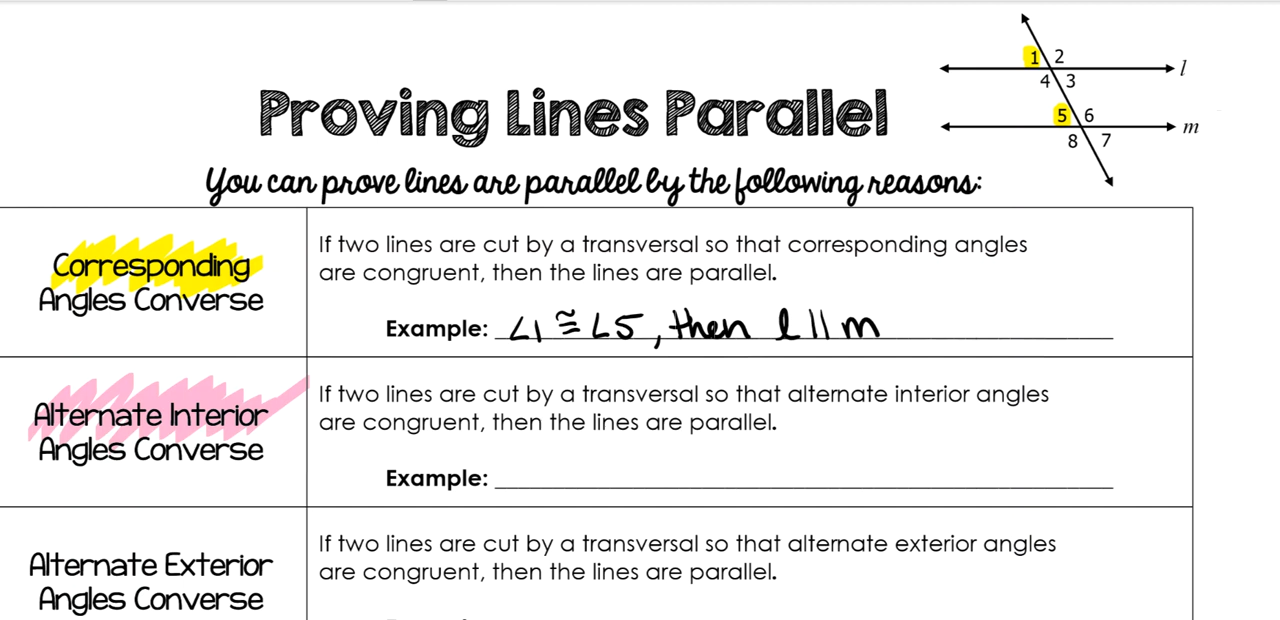 1 2
l
4 3
Proving Lines Parallel
5 6
m
8 7
You can prove lines are parallel by the following reasons:
Corresponding
Angles Converse
If two lines are cut by a transversal so that corresponding angles
are congruent, then the lines are parallel.
Example: ∠1 ≅ ∠5, then l || m
Alternate Interior
Angles Converse
If two lines are cut by a transversal so that alternate interior angles
are congruent, then the lines are parallel.
Example:
Alternate Exterior
Angles Converse
If two lines are cut by a transversal so that alternate exterior angles
are congruent, then the lines are parallel.